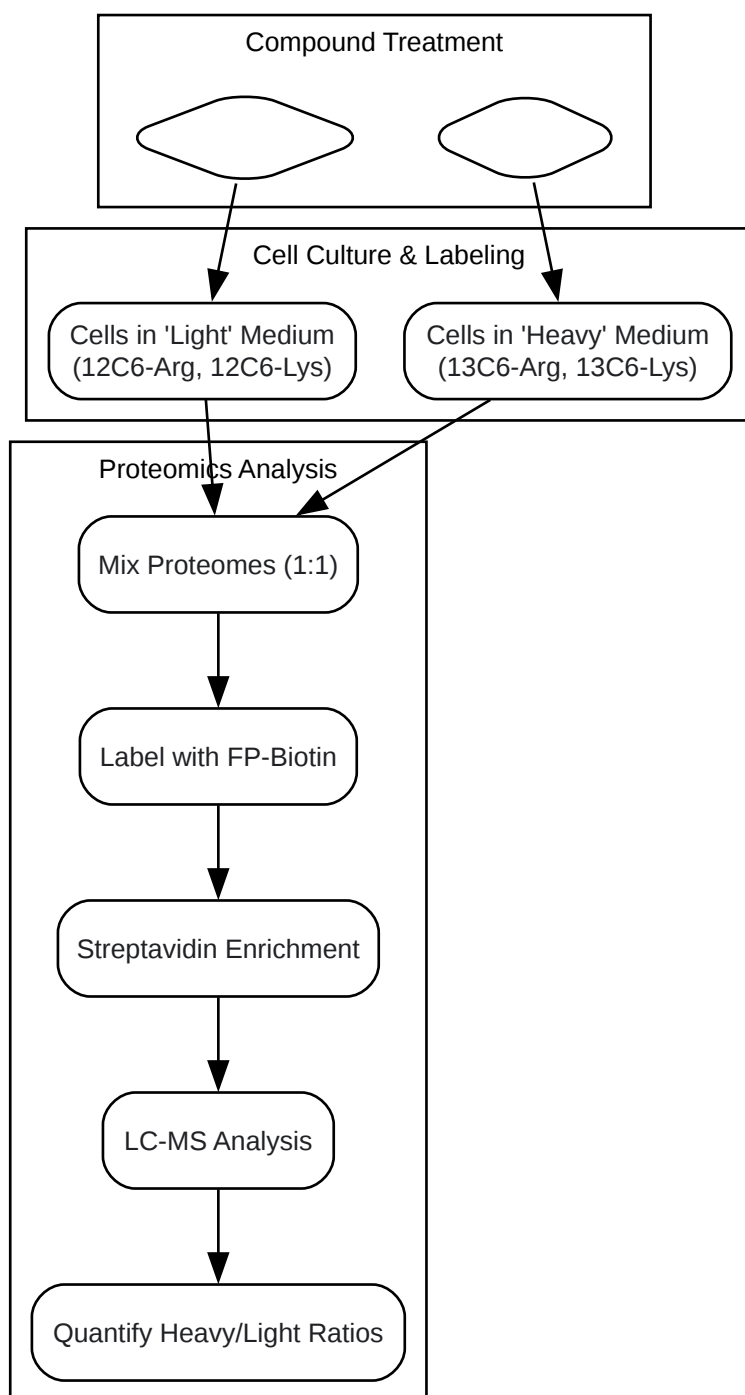 Compound Treatment
Cell Culture & Labeling
Cells in 'Light' Medium
(12C6-Arg, 12C6-Lys)
Cells in 'Heavy' Medium
(13C6-Arg, 13C6-Lys)
Proteomics Analysis
Mix Proteomes (1:1)
Label with FP-Biotin
Streptavidin Enrichment
LC-MS Analysis
Quantify Heavy/Light Ratios